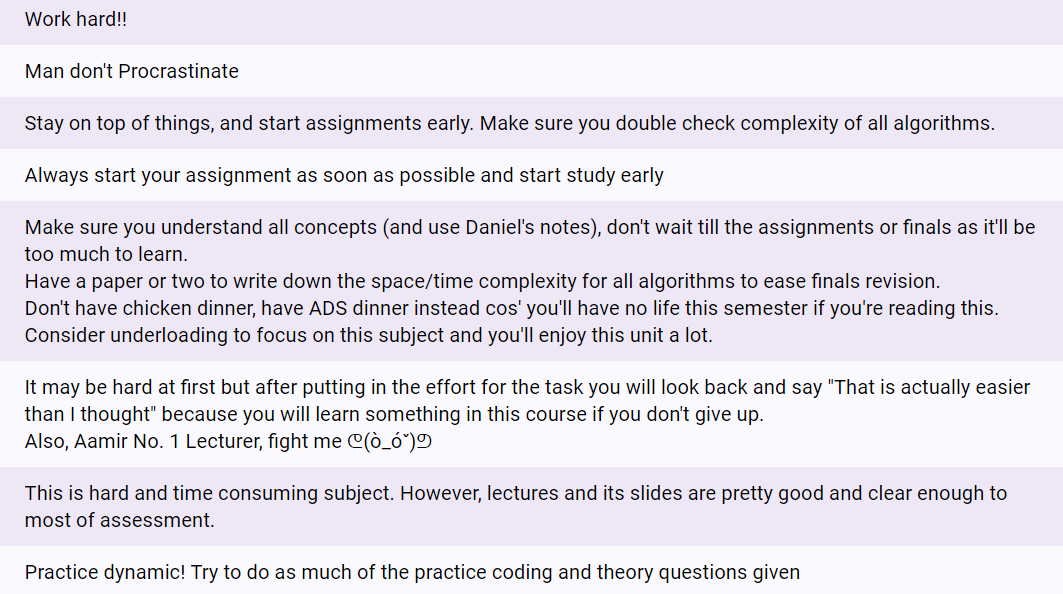 Work hard!!
Man don't Procrastinate
Stay on top of things, and start assignments early. Make sure you double check complexity of all algorithms.
Always start your assignment as soon as possible and start study early
Make sure you understand all concepts (and use Daniel's notes), don't wait till the assignments or finals as it'll be
too much to learn.
Have a paper or two to write down the space/time complexity for all algorithms to ease finals revision.
Don't have chicken dinner, have ADS dinner instead cos' you'll have no life this semester if you're reading this.
Consider underloading to focus on this subject and you'll enjoy this unit a lot.
It may be hard at first but after putting in the effort for the task you will look back and say "That is actually easier
than I thought" because you will learn something in this course if you don't give up.
Also, Aamir No. 1 Lecturer, fight me ᕦ(ò_óˇ)ᕤ
This is hard and time consuming subject. However, lectures and its slides are pretty good and clear enough to
most of assessment.
Practice dynamic! Try to do as much of the practice coding and theory questions given